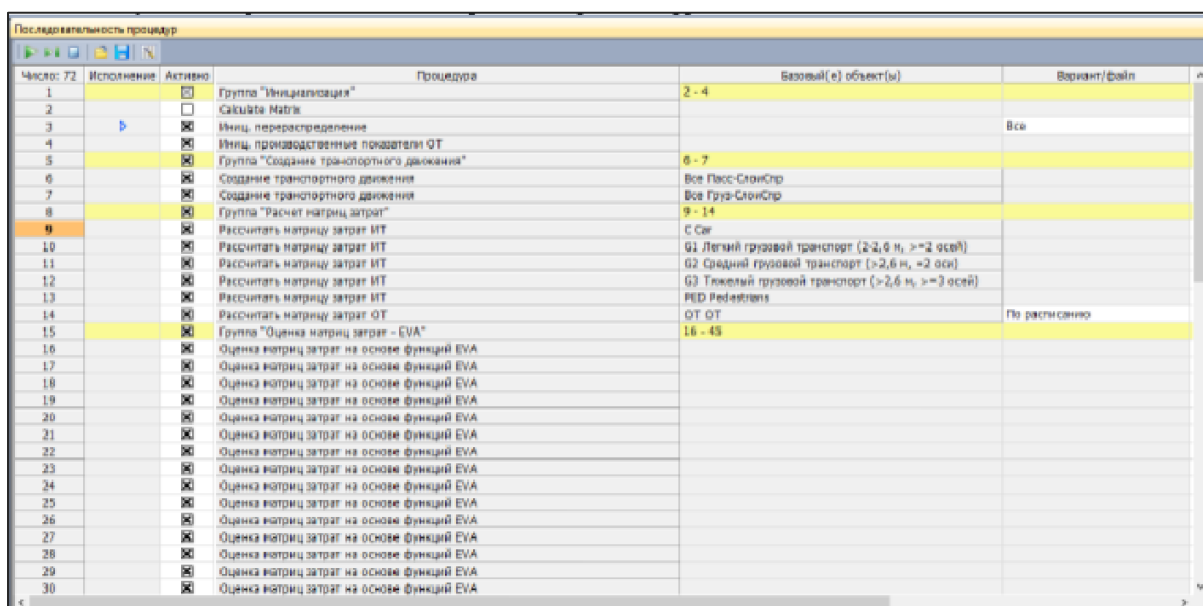 Последовательность процедур
Число: 72 Исполнение Активно Процедура Базовый(е) объект(ы) Вариант/файл
1 Группа "Инициализация" 2 - 4
2 Calculate Matrix
3 Иниц. перераспределение Все
4 Иниц. производственные показатели ОТ
5 Группа "Создание транспортного движения" 6 - 7
6 Создание транспортного движения Все Пасс-СлоиСпр
7 Создание транспортного движения Все Груз-СлоиСпр
8 Группа "Расчет матриц затрат" 9 - 14
9 Рассчитать матрицу затрат ИТ C Car
10 Рассчитать матрицу затрат ИТ G1 Легкий грузовой транспорт (2-2,6 м, >=2 осей)
11 Рассчитать матрицу затрат ИТ G2 Средний грузовой транспорт (>2,6 м, =2 оси)
12 Рассчитать матрицу затрат ИТ G3 Тяжелый грузовой транспорт (>2,6 м, >=3 осей)
13 Рассчитать матрицу затрат ИТ PED Pedestrians
14 Рассчитать матрицу затрат ОТ ОТ ОТ По расписанию
15 Группа "Оценка матриц затрат - EVA" 16 - 45
16 Оценка матриц затрат на основе функций EVA
17 Оценка матриц затрат на основе функций EVA
18 Оценка матриц затрат на основе функций EVA
19 Оценка матриц затрат на основе функций EVA
20 Оценка матриц затрат на основе функций EVA
21 Оценка матриц затрат на основе функций EVA
22 Оценка матриц затрат на основе функций EVA
23 Оценка матриц затрат на основе функций EVA
24 Оценка матриц затрат на основе функций EVA
25 Оценка матриц затрат на основе функций EVA
26 Оценка матриц затрат на основе функций EVA
27 Оценка матриц затрат на основе функций EVA
28 Оценка матриц затрат на основе функций EVA
29 Оценка матриц затрат на основе функций EVA
30 Оценка матриц затрат на основе функций EVA